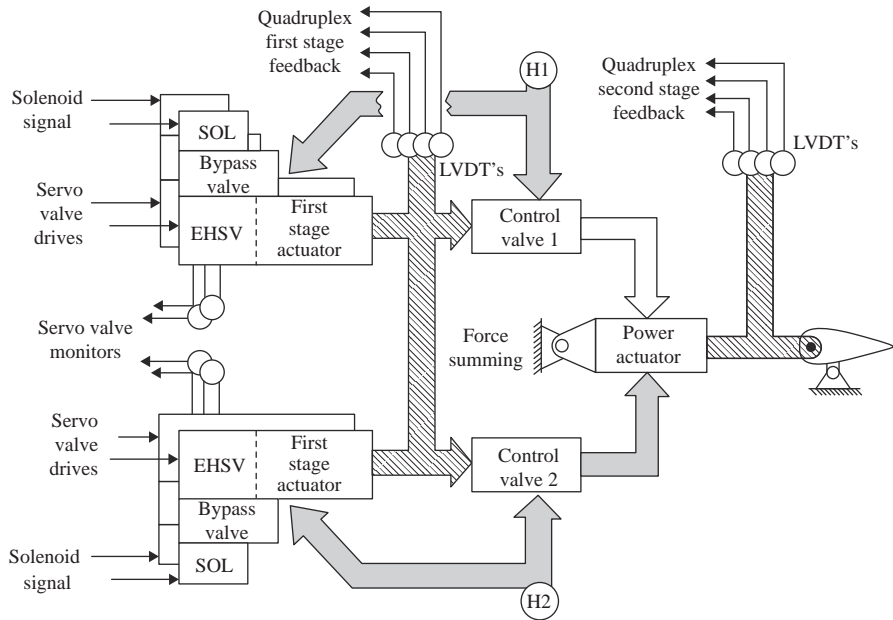 Quadruplex
first stage
feedback
H1
Quadruplex
second stage
feedback
Solenoid
signal
SOL
Bypass
valve
LVDT's
LVDT's
Servo
valve
drives
EHSV
First
stage
actuator
Control
valve 1
Servo valve
monitors
Force
summing
Power
actuator
Servo
valve
drives
EHSV
First
stage
actuator
Control
valve 2
Bypass
valve
Solenoid
signal
SOL
H2